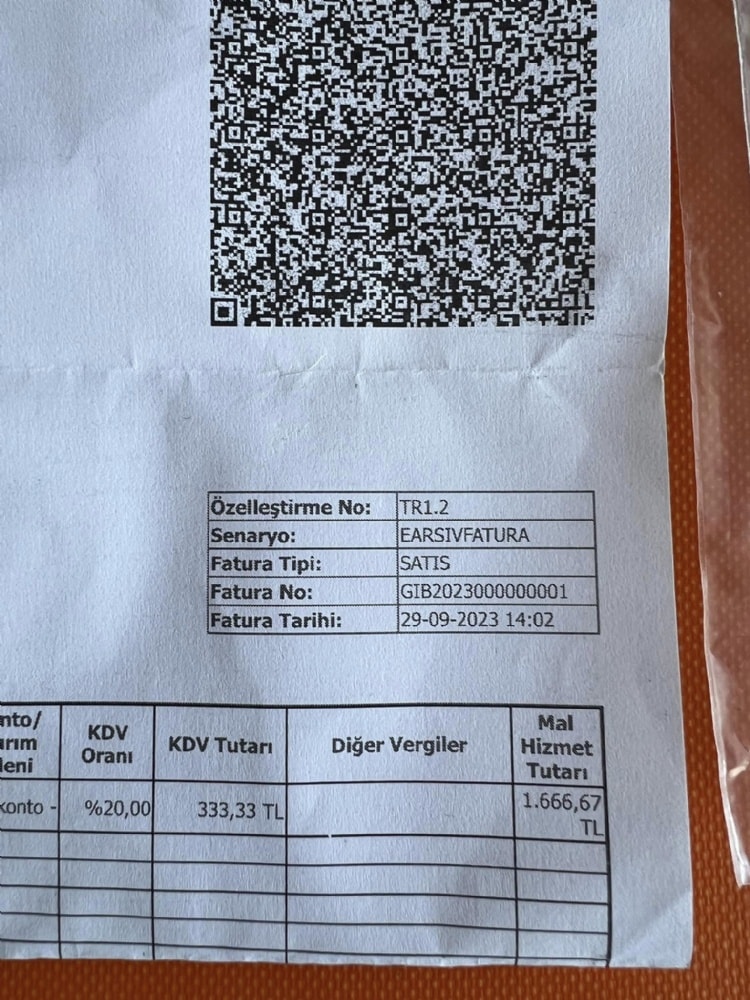 Özelleştirme No: TR1.2
Senaryo: EARSIVFATURA
Fatura Tipi: SATIS
Fatura No: GIB2023000000001
Fatura Tarihi: 29-09-2023 14:02
KDV Oranı
KDV Tutarı
Diğer Vergiler
Mal Hizmet Tutarı
%20,00 333,33 TL 1.666,67 TL